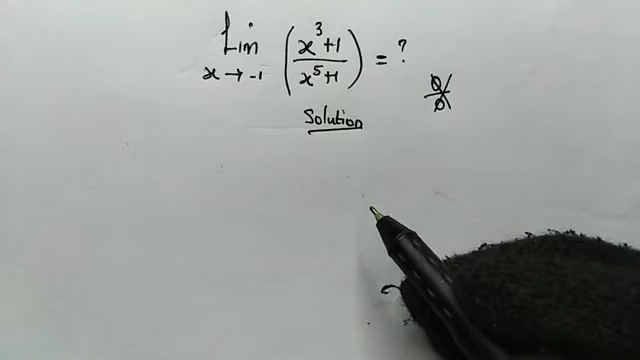 Lim x→-1 (x³+1 / x⁵+1) = ?
0/0
Solution